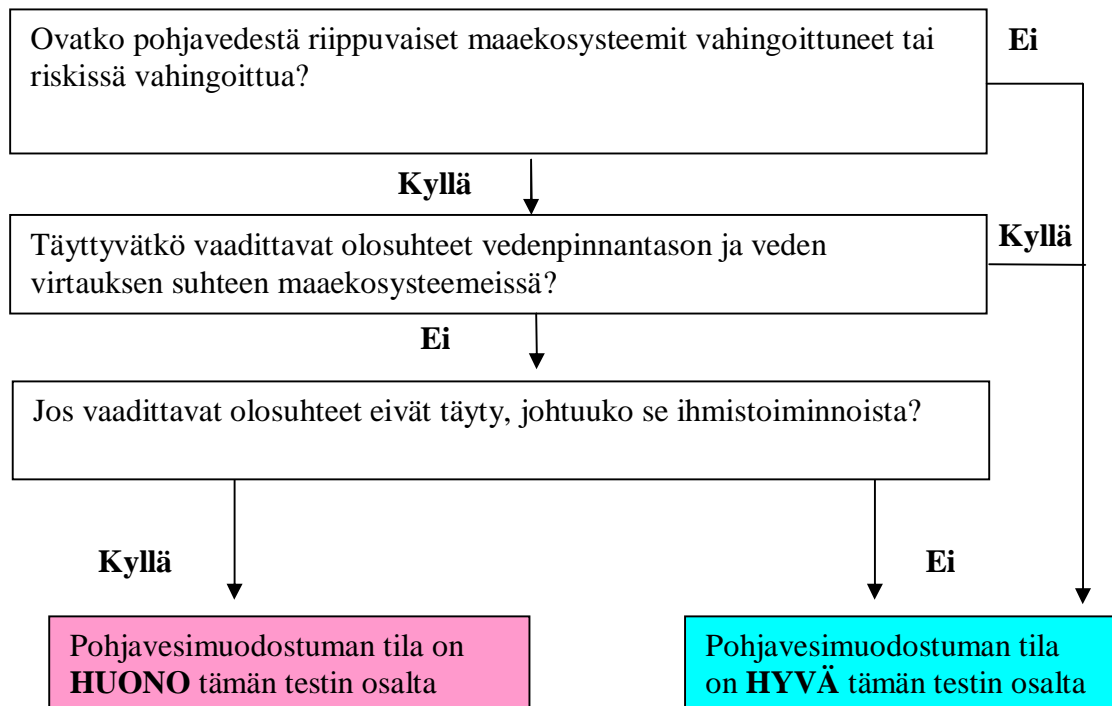 Ovatko pohjavedestä riippuvaiset maaekosysteemit vahingoittuneet tai
riskissä vahingoittua?
Ei
Kyllä
Täyttyvätkö vaadittavat olosuhteet vedenpinnantason ja veden
virtauksen suhteen maaekosysteemeissä?
Kyllä
Ei
Jos vaadittavat olosuhteet eivät täyty, johtuuko se ihmistoiminnoista?
Kyllä
Ei
Pohjavesimuodostuman tila on
HUONO tämän testin osalta
Pohjavesimuodostuman tila
on HYVÄ tämän testin osalta